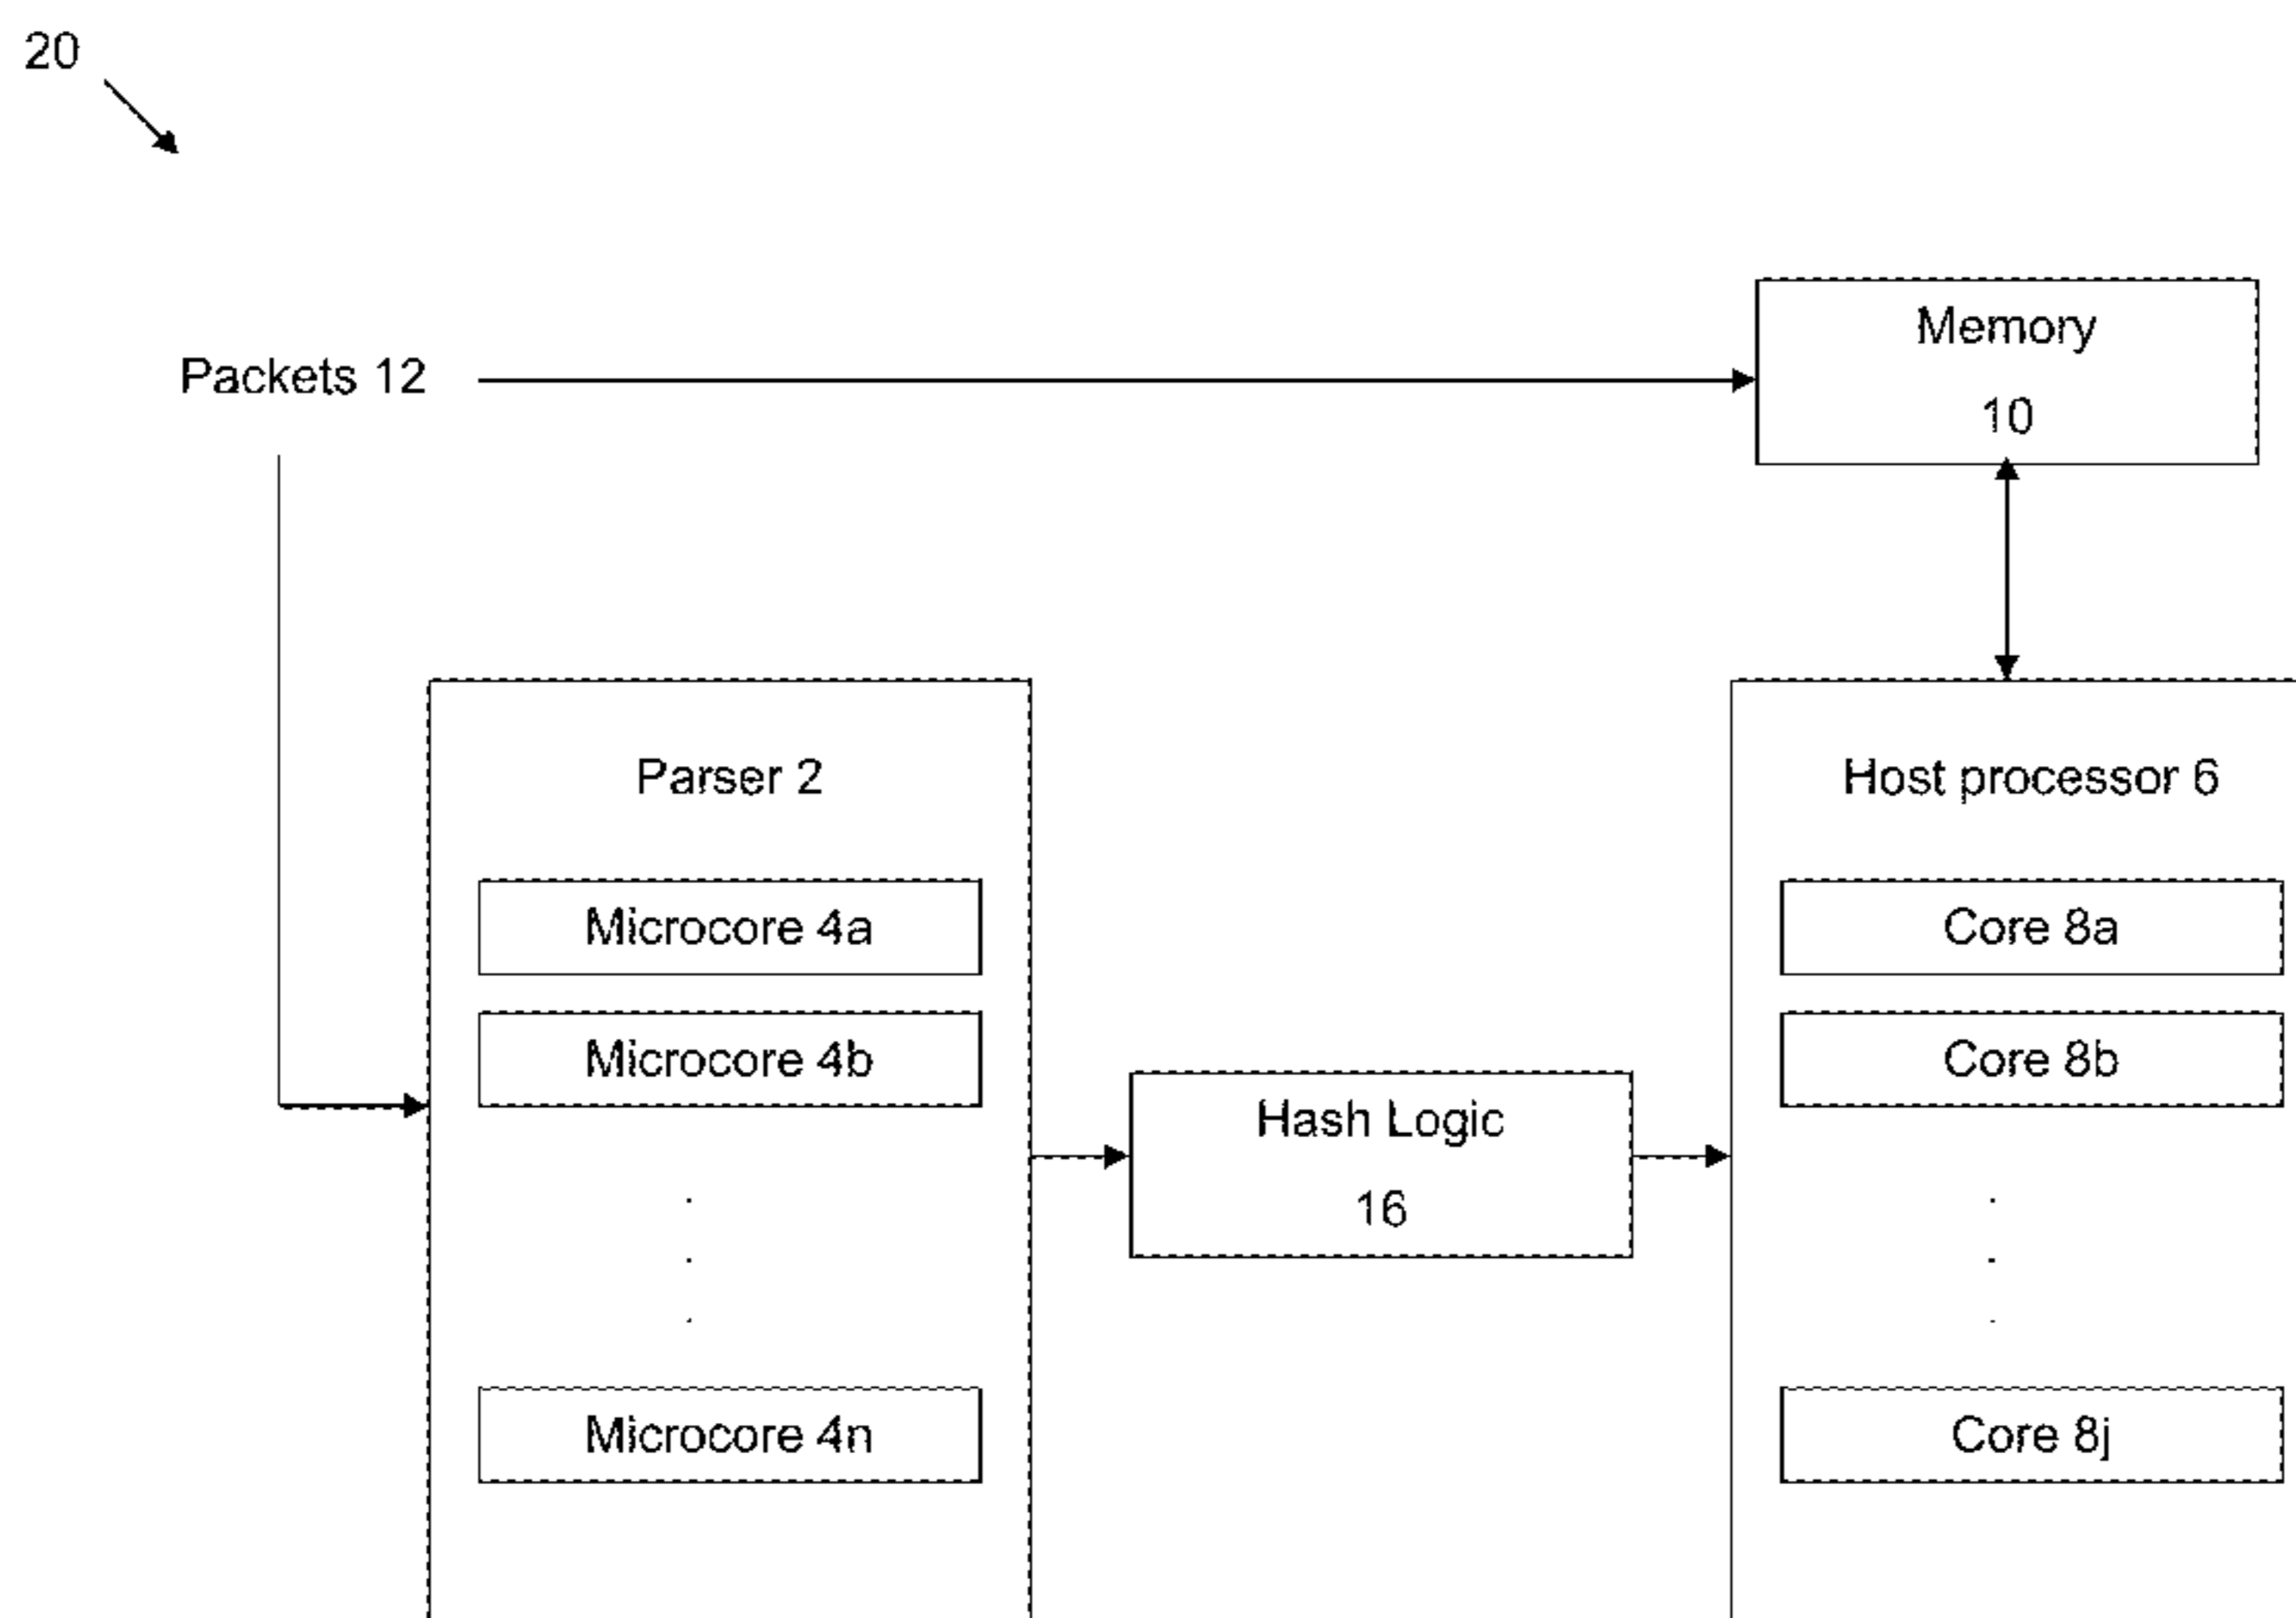 20
Memory
10
Packets 12
Parser 2
Microcore 4a
Microcore 4b
.
.
.
Microcore 4n
Hash Logic
16
Host processor 6
Core 8a
Core 8b
.
.
.
Core 8j